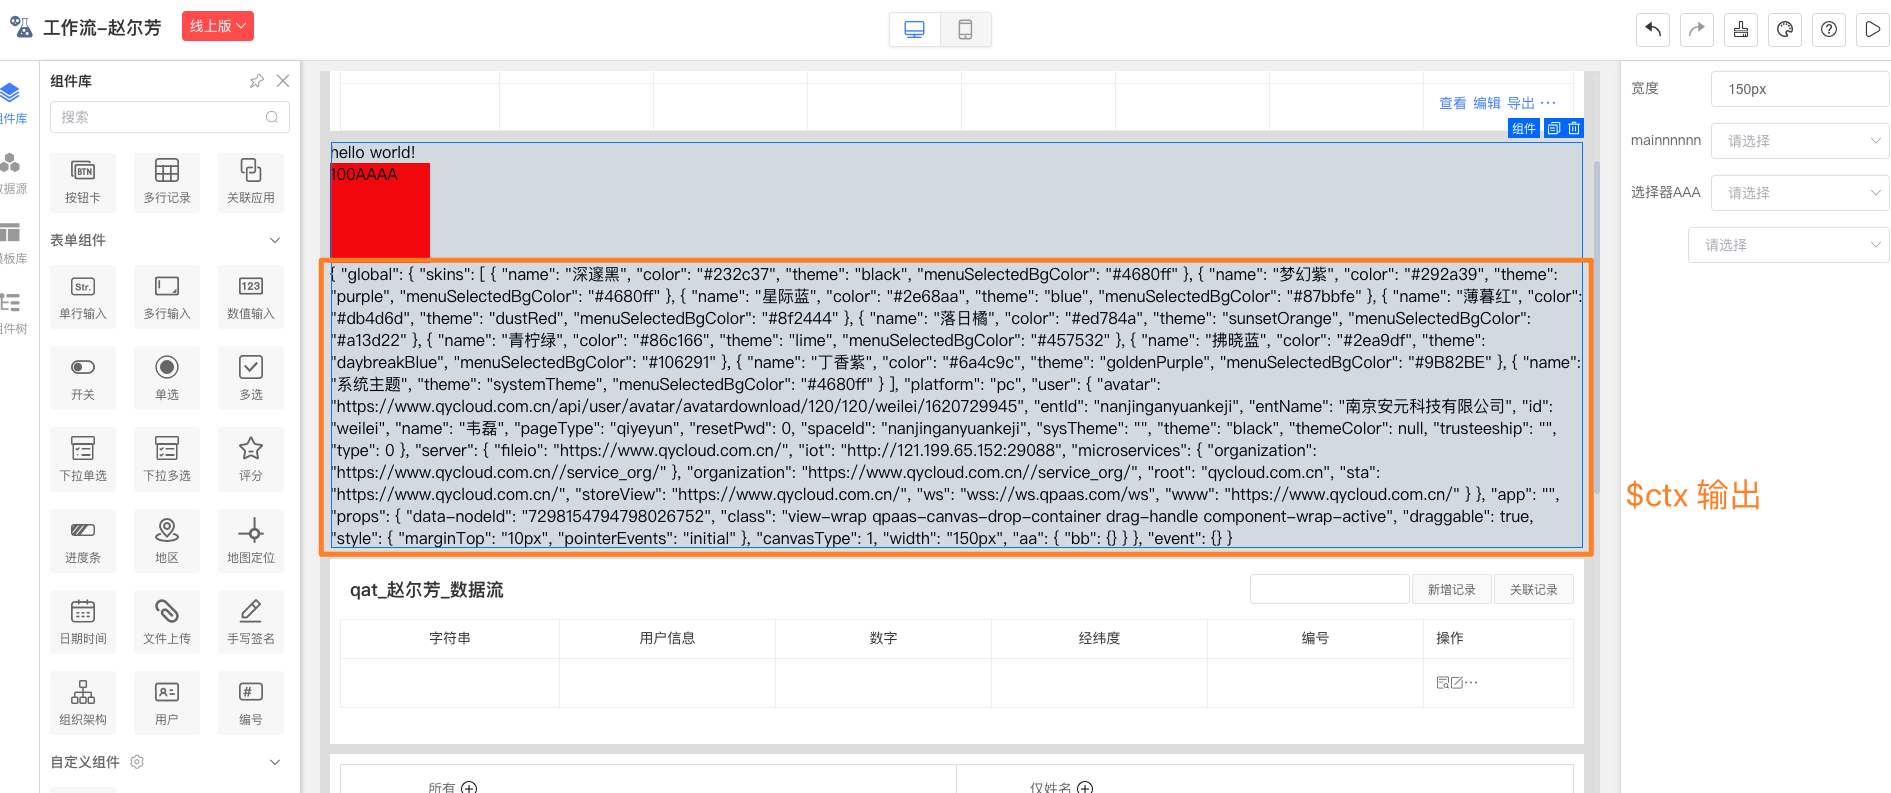 工作流-赵尔芳
线上版
组件库
搜索
按钮卡
多行记录
关联应用
表单组件
Str.
123
单行输入
多行输入
数值输入
开关
单选
多选
下拉单选
下拉多选
评分
进度条
地区
地图定位
日期时间
文件上传
手写签名
组织架构
用户
编号
自定义组件
查看 编辑 导出 ···
组件
hello world!
100AAAA
{ "global": { "skins": [ { "name": "深邃黑", "color": "#232c37", "theme": "black", "menuSelectedBgColor": "#4680ff" }, { "name": "梦幻紫", "color": "#292a39", "theme":
"purple", "menuSelectedBgColor": "#4680ff" }, { "name": "星际蓝", "color": "#2e68aa", "theme": "blue", "menuSelectedBgColor": "#87bbfe" }, { "name": "薄暮红", "color":
"#db4d6d", "theme": "dustRed", "menuSelectedBgColor": "#8f2444" }, { "name": "落日橘", "color": "#ed784a", "theme": "sunsetOrange", "menuSelectedBgColor":
"#a13d22" }, { "name": "青柠绿", "color": "#86c166", "theme": "lime", "menuSelectedBgColor": "#457532" }, { "name": "拂晓蓝", "color": "#2ea9df", "theme":
"daybreakBlue", "menuSelectedBgColor": "#106291" }, { "name": "丁香紫", "color": "#6a4c9c", "theme": "goldenPurple", "menuSelectedBgColor": "#9B82BE" }, { "name":
"系统主题", "theme": "systemTheme", "menuSelectedBgColor": "#4680ff" } ], "platform": "pc", "user": { "avatar":
"https://www.qycloud.com.cn/api/user/avatar/avatardownload/120/120/weilei/1620729945", "entId": "nanjinganyuankeji", "entName": "南京安元科技有限公司", "id":
"weilei", "name": "韦磊", "pageType": "qiyeyun", "resetPwd": 0, "spaceId": "nanjinganyuankeji", "sysTheme": "", "theme": "black", "themeColor": null, "trusteeship": "",
"type": 0 }, "server": { "fileio": "https://www.qycloud.com.cn/", "iot": "http://121.199.65.152:29088", "microservices": { "organization":
"https://www.qycloud.com.cn//service_org/" }, "organization": "https://www.qycloud.com.cn//service_org/", "root": "qycloud.com.cn", "sta":
"https://www.qycloud.com.cn/", "storeView": "https://www.qycloud.com.cn/", "ws": "wss://ws.qpaas.com/ws", "www": "https://www.qycloud.com.cn/" } }, "app": "",
"props": { "data-nodeId": "7298154794798026752", "class": "view-wrap qpaas-canvas-drop-container drag-handle component-wrap-active", "draggable": true,
"style": { "marginTop": "10px", "pointerEvents": "initial" }, "canvasType": 1, "width": "150px", "aa": { "bb": {} } }, "event": {} }
qat_赵尔芳_数据流
新增记录
关联记录
字符串
用户信息
数字
经纬度
编号
操作
所有
仅姓名
宽度
150px
mainnnnnn
请选择
选择器AAA
请选择
请选择
$ctx 输出